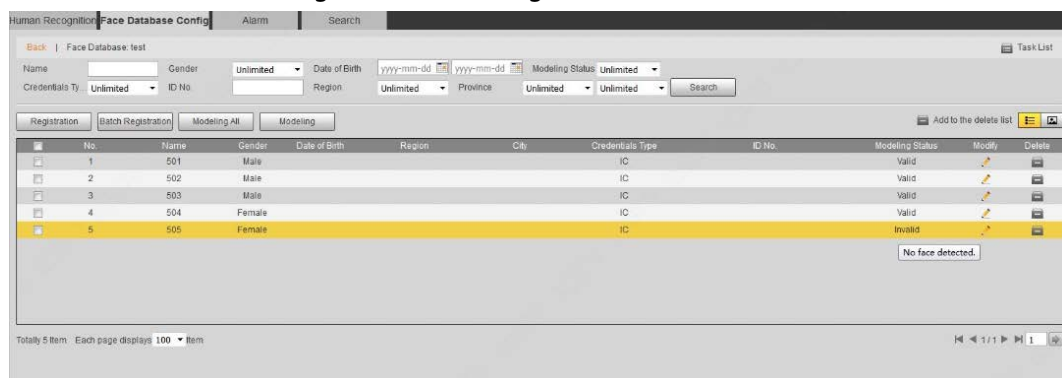 Human Recognition Face Database Config Alarm Search
Back | Face Database: test Task List
Name Gender Unlimited Date of Birth yyyy-mm-dd yyyy-mm-dd Modeling Status Unlimited
Credentials Ty... Unlimited ID No. Region Unlimited Province Unlimited Unlimited Search
Registration Batch Registration Modeling All Modeling Add to the delete list
No. Name Gender Date of Birth Region City Credentials Type ID No. Modeling Status Modify Delete
1 501 Male IC Valid
2 502 Male IC Valid
3 503 Male IC Valid
4 504 Female IC Valid
5 505 Female IC Invalid
No face detected.
Totally 5 Item Each page displays 100 Item 1/1 1